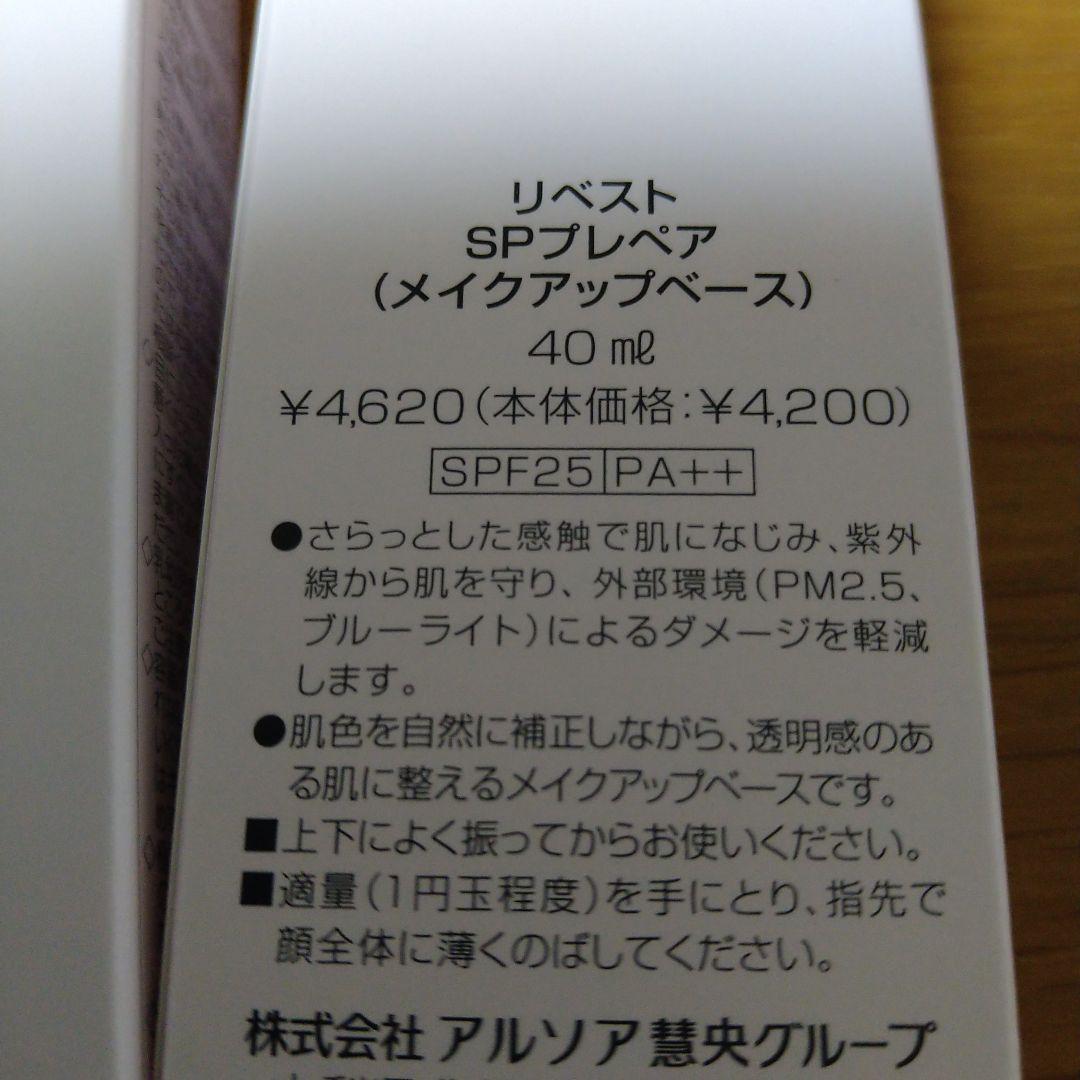 リベスト
SPプレペア
(メイクアップベース)
40 ㎖
¥4,620(本体価格:¥4,200)
SPF25 PA++
●さらっとした感触で肌になじみ、紫外
線から肌を守り、外部環境(PM2.5、
ブルーライト)によるダメージを軽減
します。
●肌色を自然に補正しながら、透明感のあ
る肌に整えるメイクアップベースです。
■上下によく振ってからお使いください。
■適量(1円玉程度)を手にとり、指先で
顔全体に薄くのばしてください。
株式会社 アルソア慧央グループ